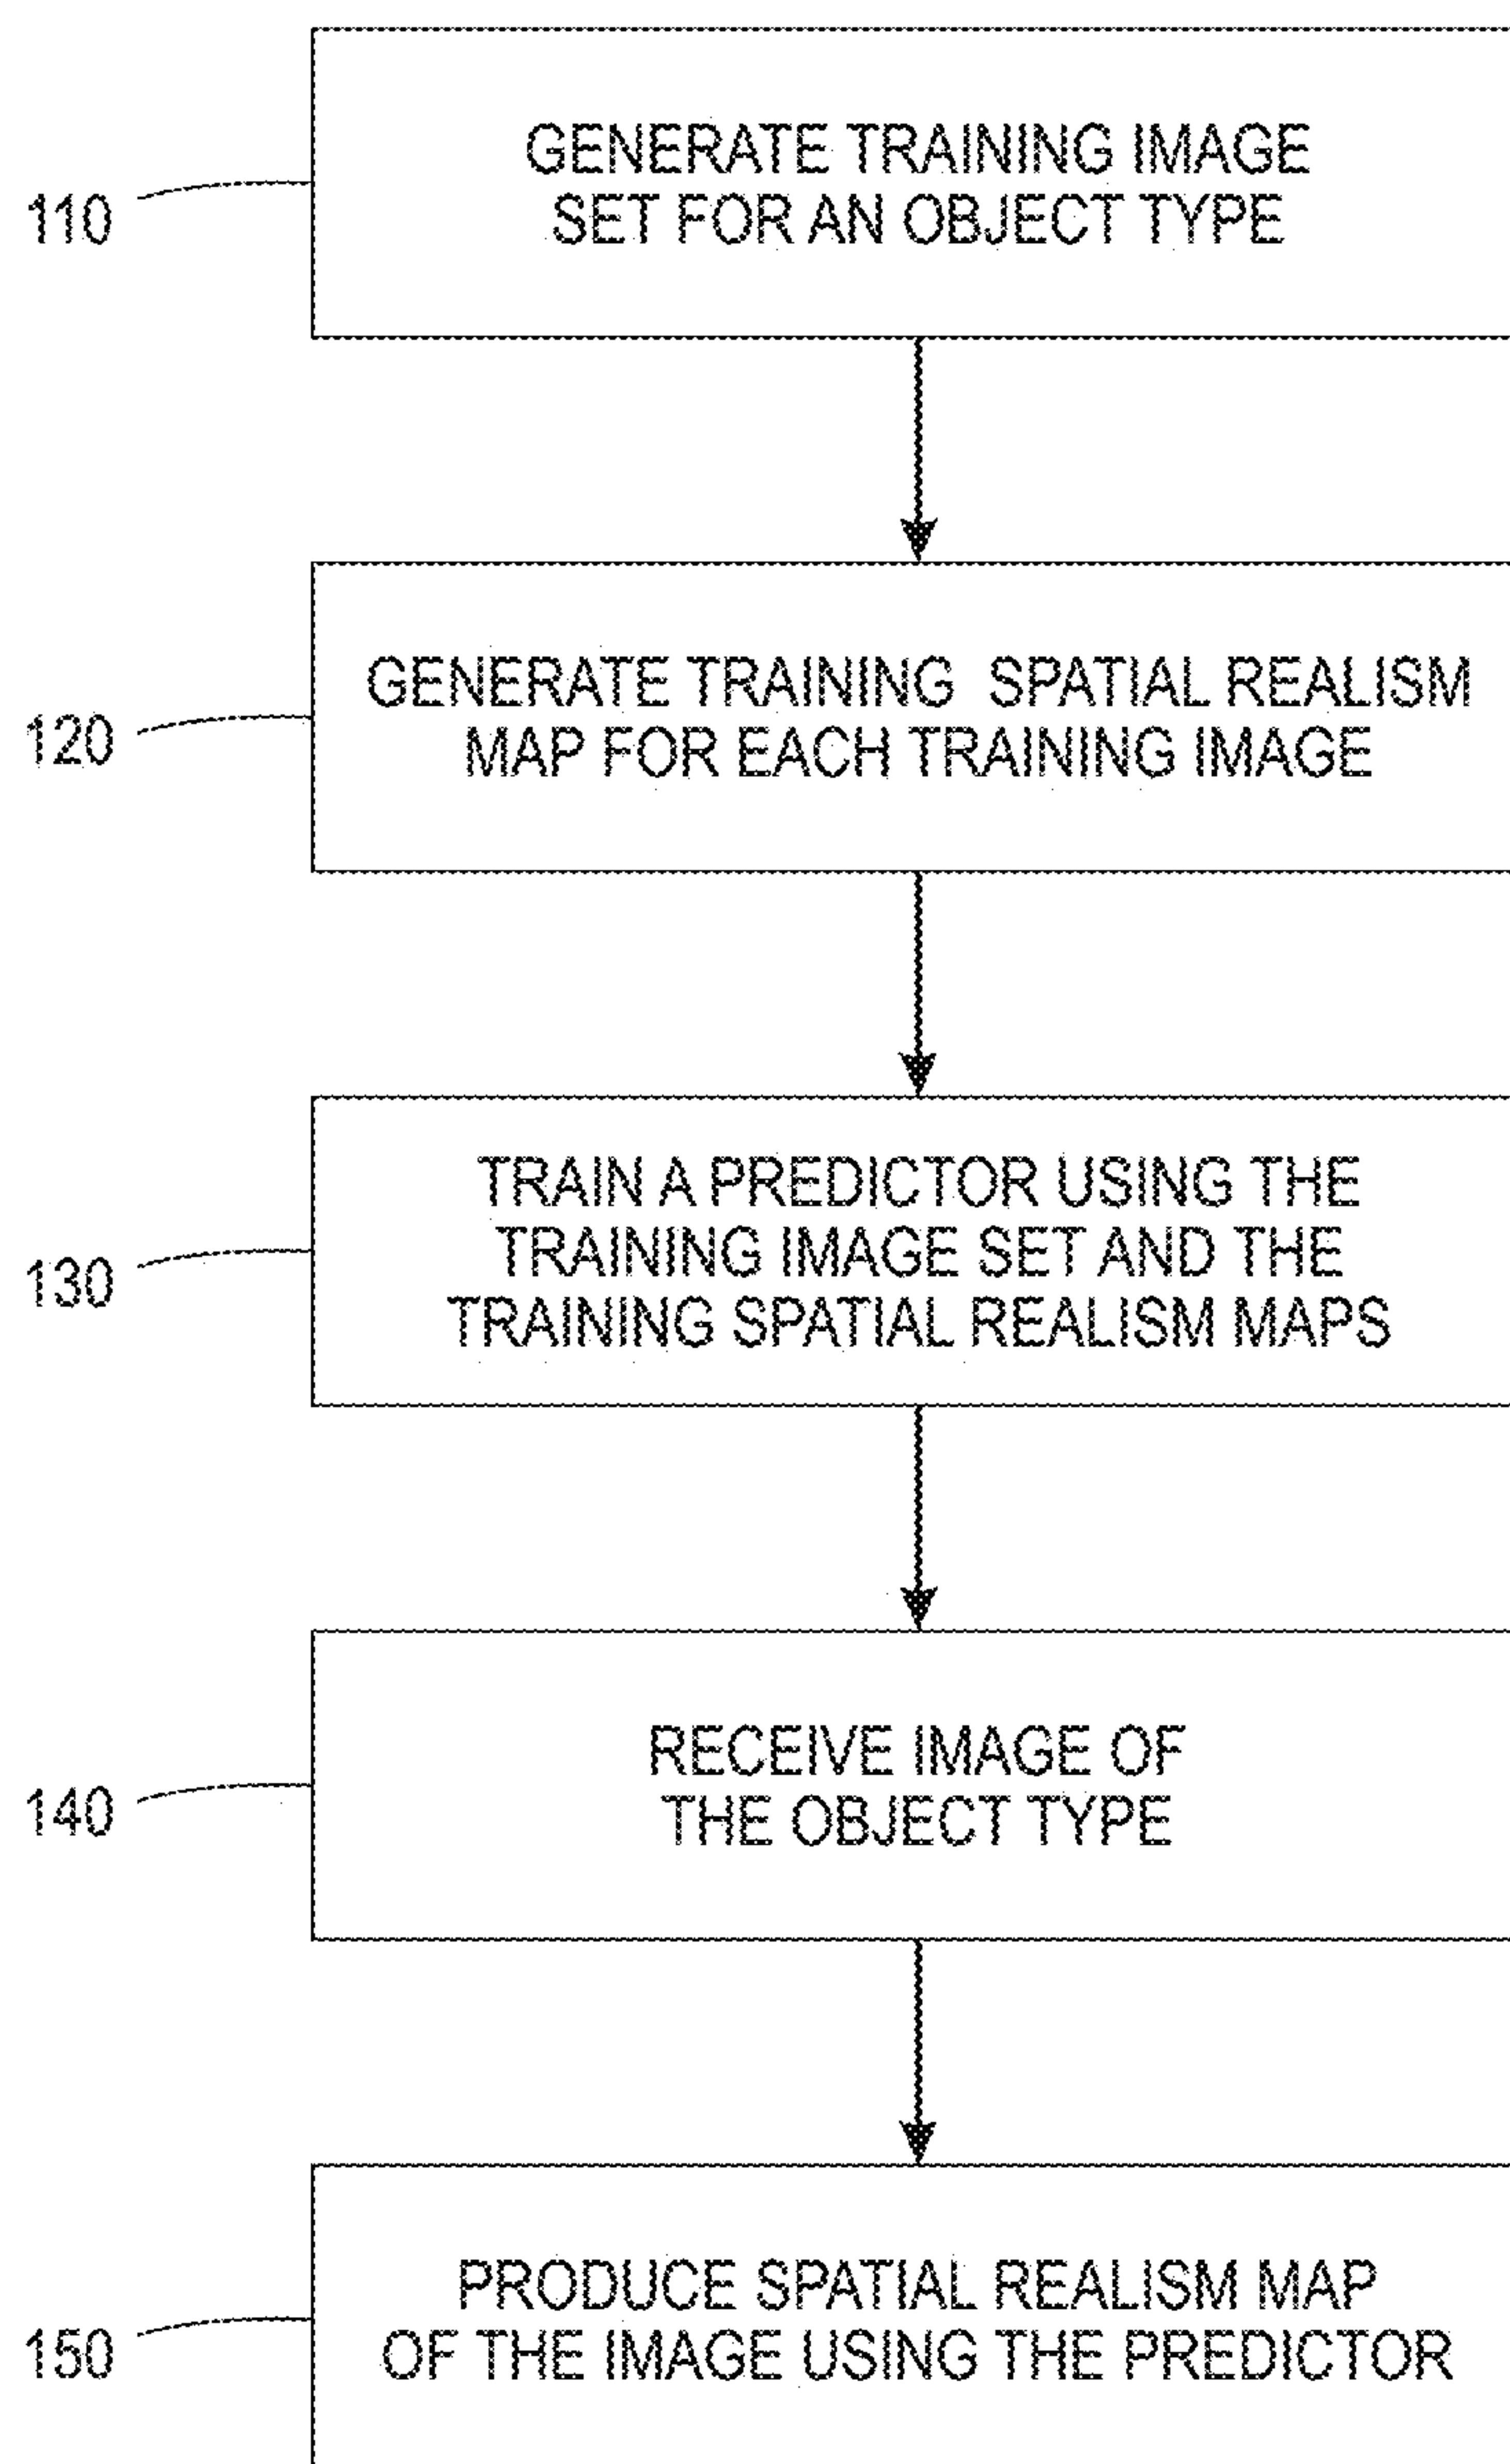 110
GENERATE TRAINING IMAGE
SET FOR AN OBJECT TYPE
120
GENERATE TRAINING SPATIAL REALISM
MAP FOR EACH TRAINING IMAGE
130
TRAIN A PREDICTOR USING THE
TRAINING IMAGE SET AND THE
TRAINING SPATIAL REALISM MAPS
140
RECEIVE IMAGE OF
THE OBJECT TYPE
150
PRODUCE SPATIAL REALISM MAP
OF THE IMAGE USING THE PREDICTOR